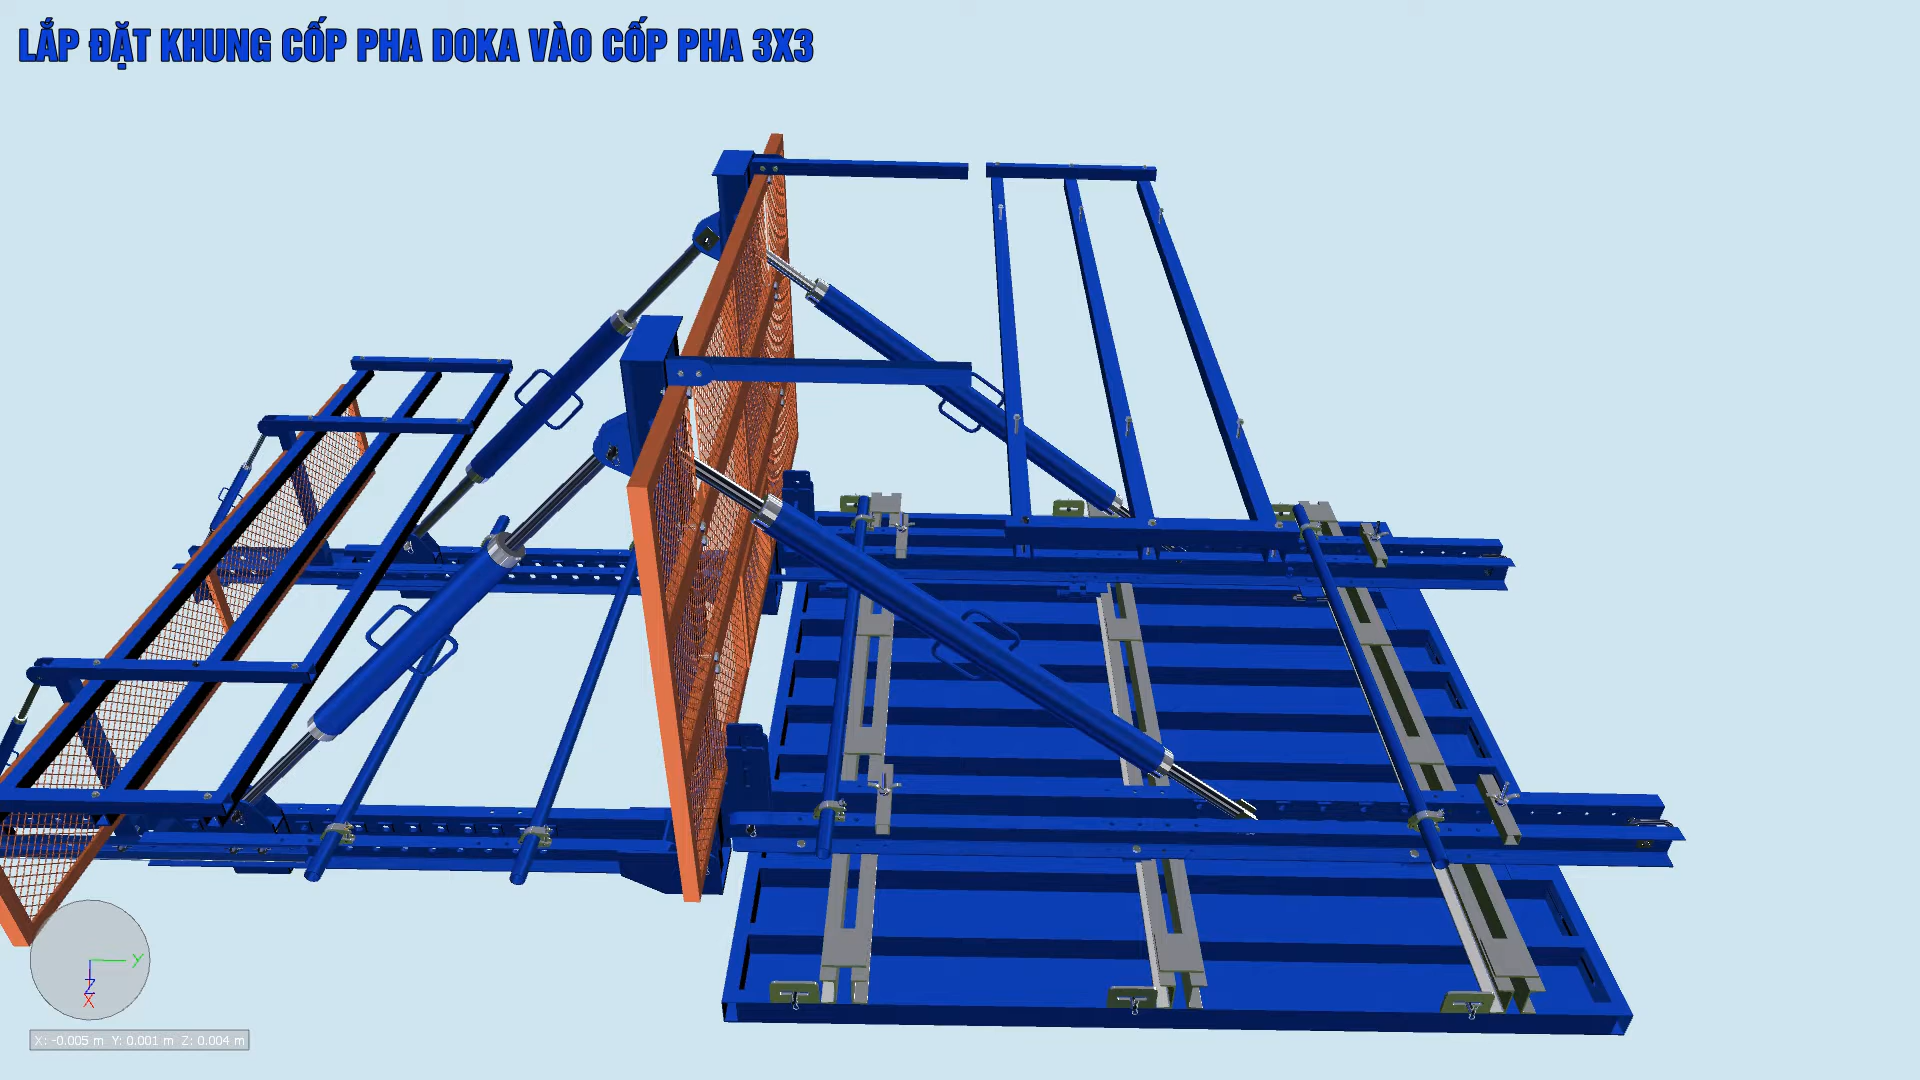 LẮP ĐẶT KHUNG CỐP PHA DOKA VÀO CỐP PHA 3X3
Y
Z
X
X: -0.005 m Y: 0.001 m Z: 0.004 m